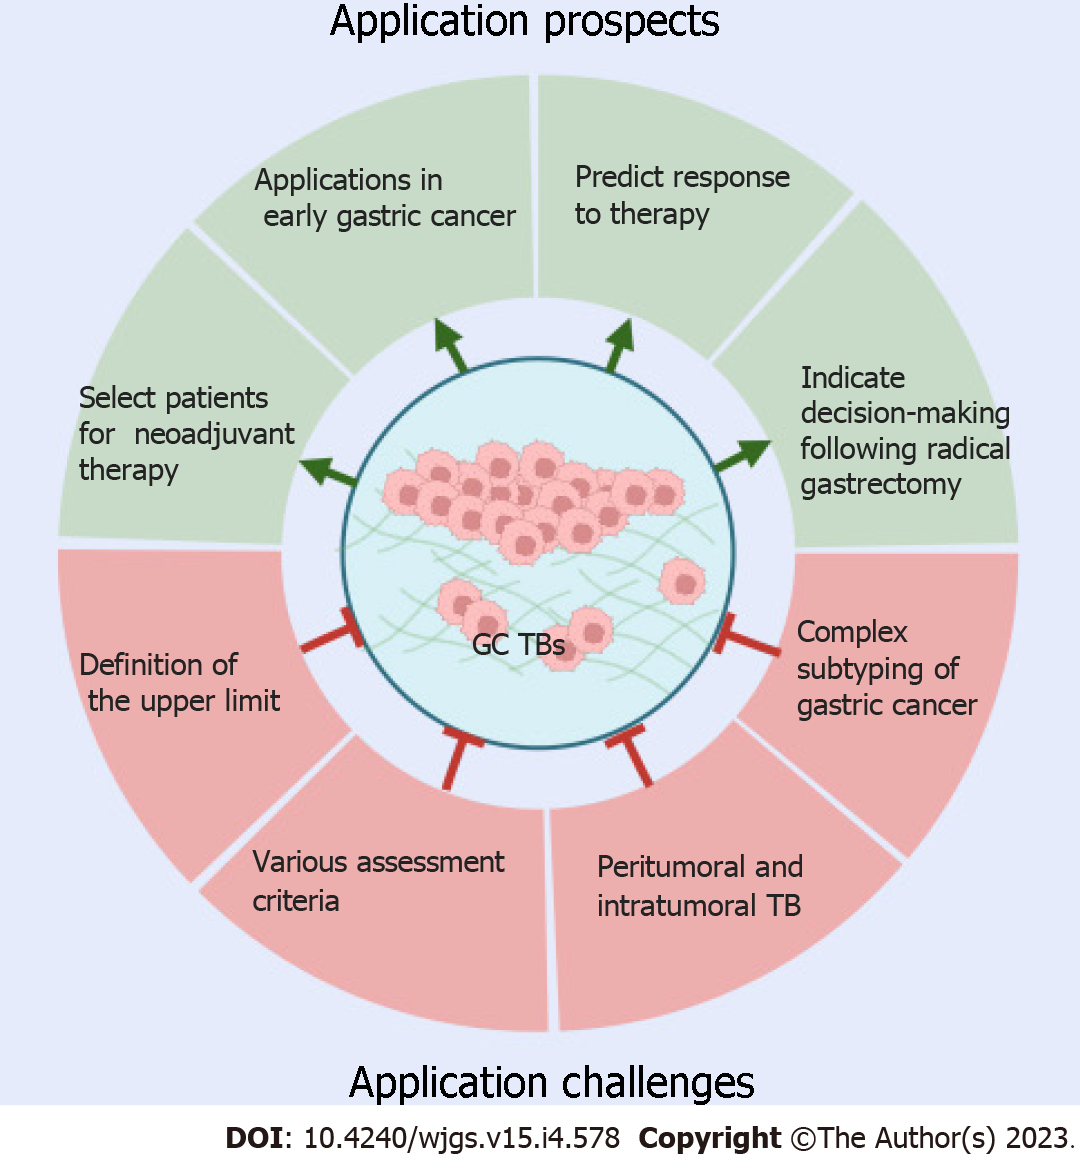 Application prospects
Applications in
early gastric cancer
Predict response
to therapy
Select patients
for neoadjuvant
therapy
Indicate
decision-making
following radical
gastrectomy
GC TBs
Definition of
the upper limit
Complex
subtyping of
gastric cancer
Various assessment
criteria
Peritumoral and
intratumoral TB
Application challenges
DOI: 10.4240/wjgs.v15.i4.578 Copyright ©The Author(s) 2023.